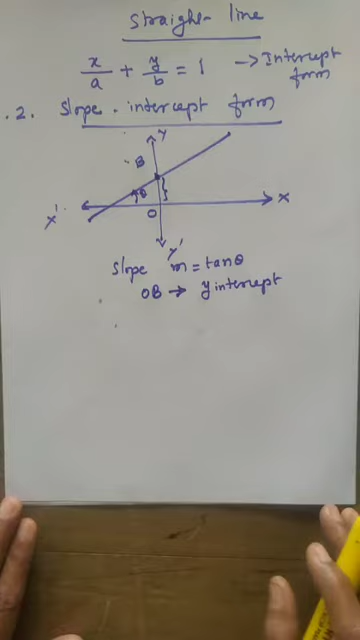 straight line
x/a + y/b = 1 → Intercept form
2. Slope . intercept form
Y
B
θ
X' O X
Y'
slope m = tanθ
OB → y intercept